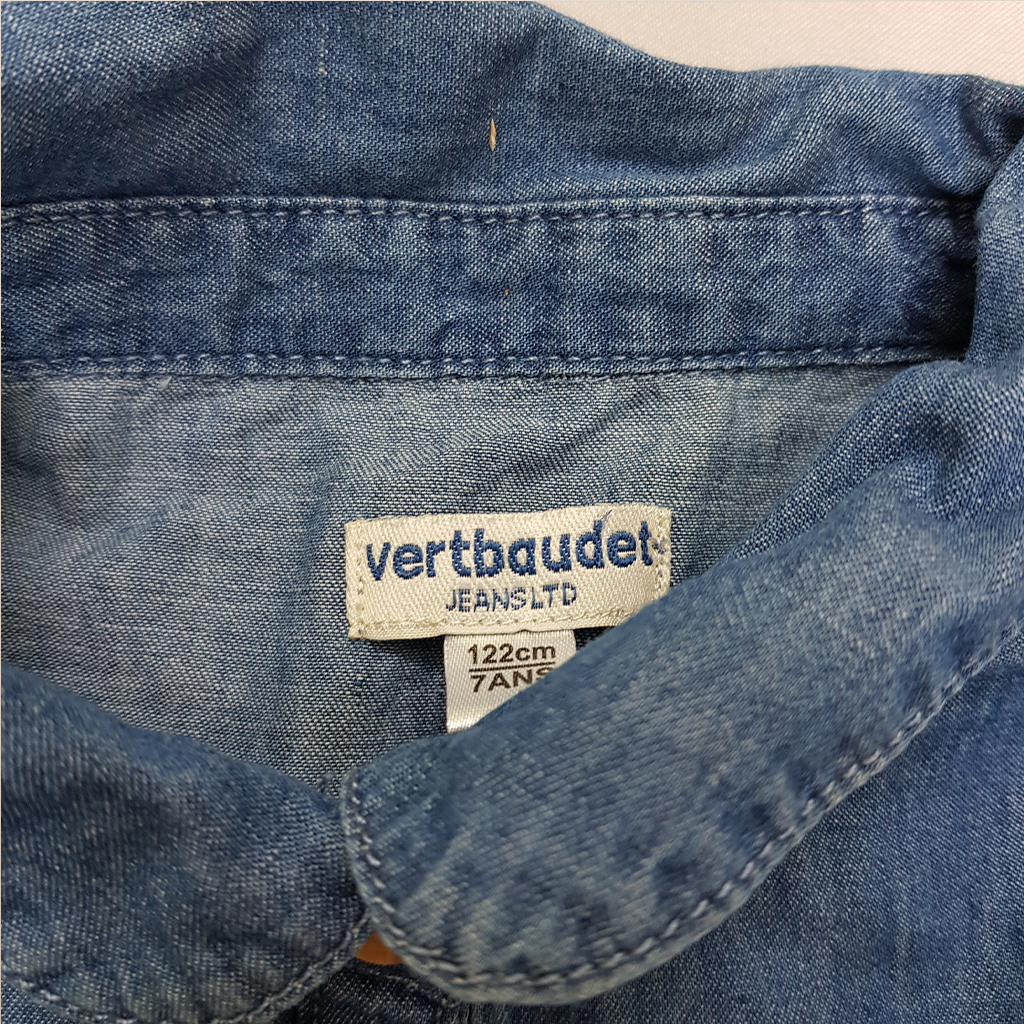 vertbaudet
JEANS LTD
122cm
7ANS